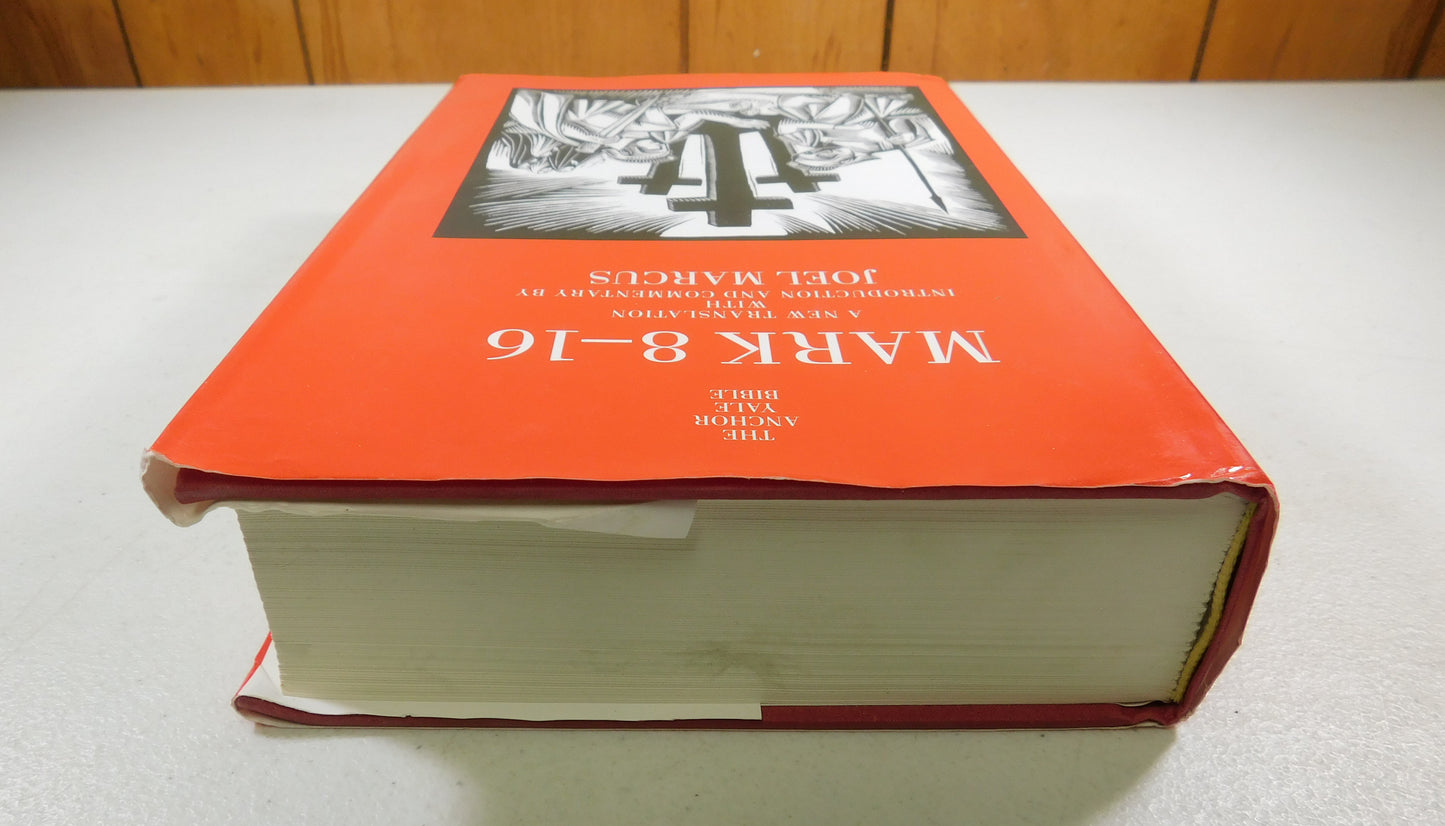 THE
ANCHOR
YALE
BIBLE
MARK 8–16
A NEW TRANSLATION
WITH
INTRODUCTION AND COMMENTARY BY
JOEL MARCUS